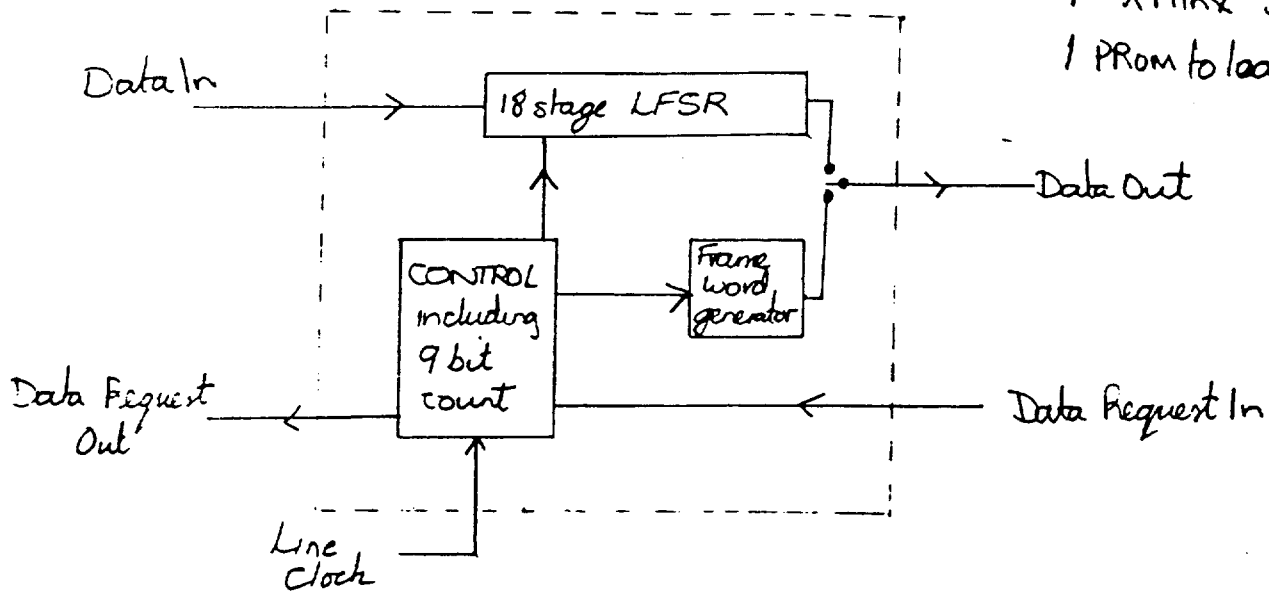 1 PROM to loa
Data In
18 stage LFSR
Data Out
CONTROL
including
9 bit
count
Frame
word
generator
Data Request
Out
Data Request In
Line
Clock